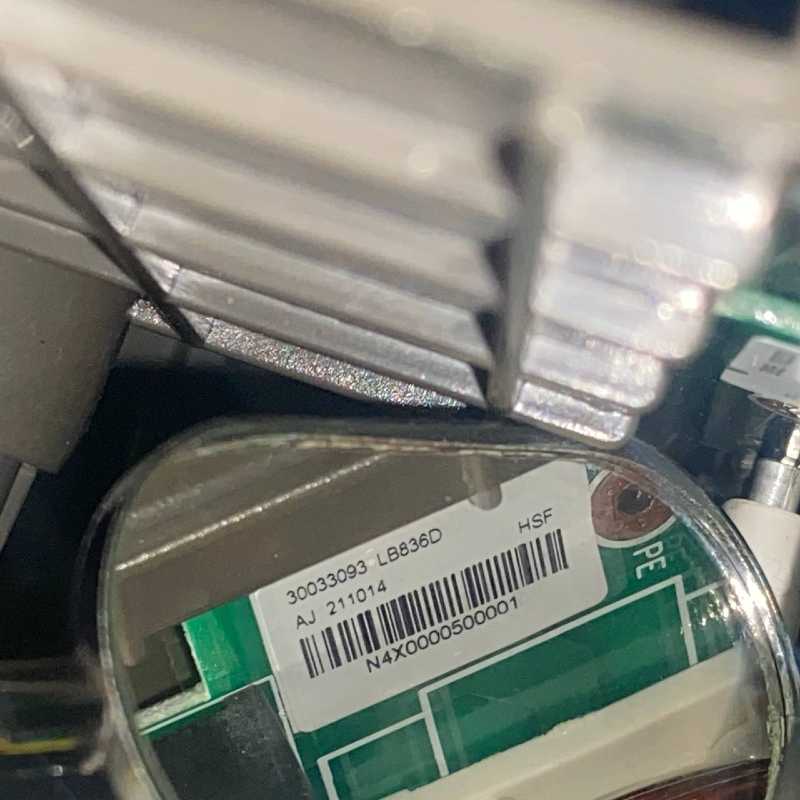 30033093 LB836D HSF
AJ 211014
N4X0000500001
PE